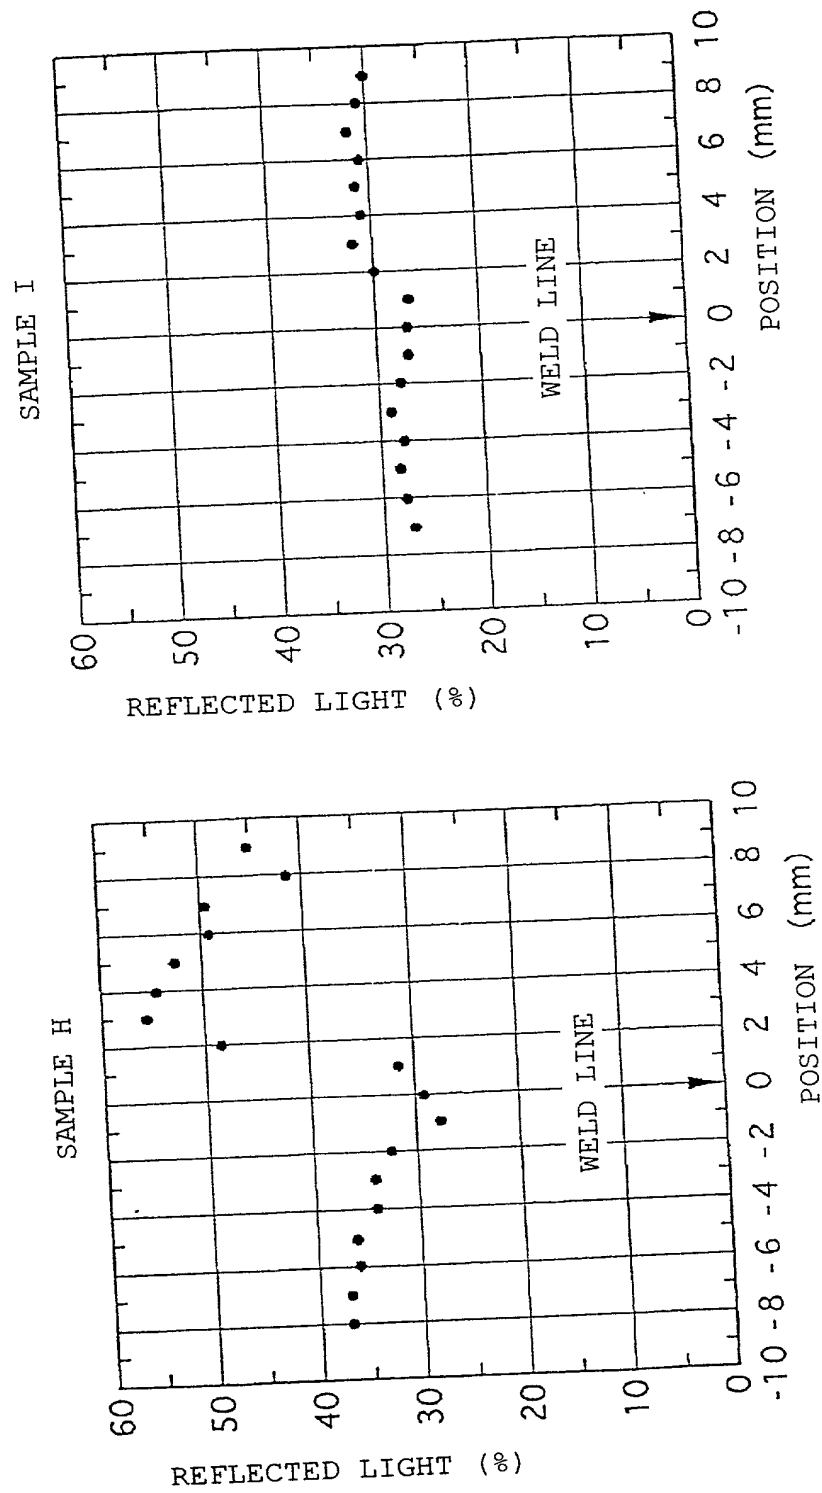 SAMPLE H
REFLECTED LIGHT (%)
60
50
40
30
20
10
0
WELD LINE
-10 -8 -6 -4 -2 0 2 4 6 8 10
POSITION (mm)
SAMPLE I
REFLECTED LIGHT (%)
60
50
40
30
20
10
0
WELD LINE
-10 -8 -6 -4 -2 0 2 4 6 8 10
POSITION (mm)